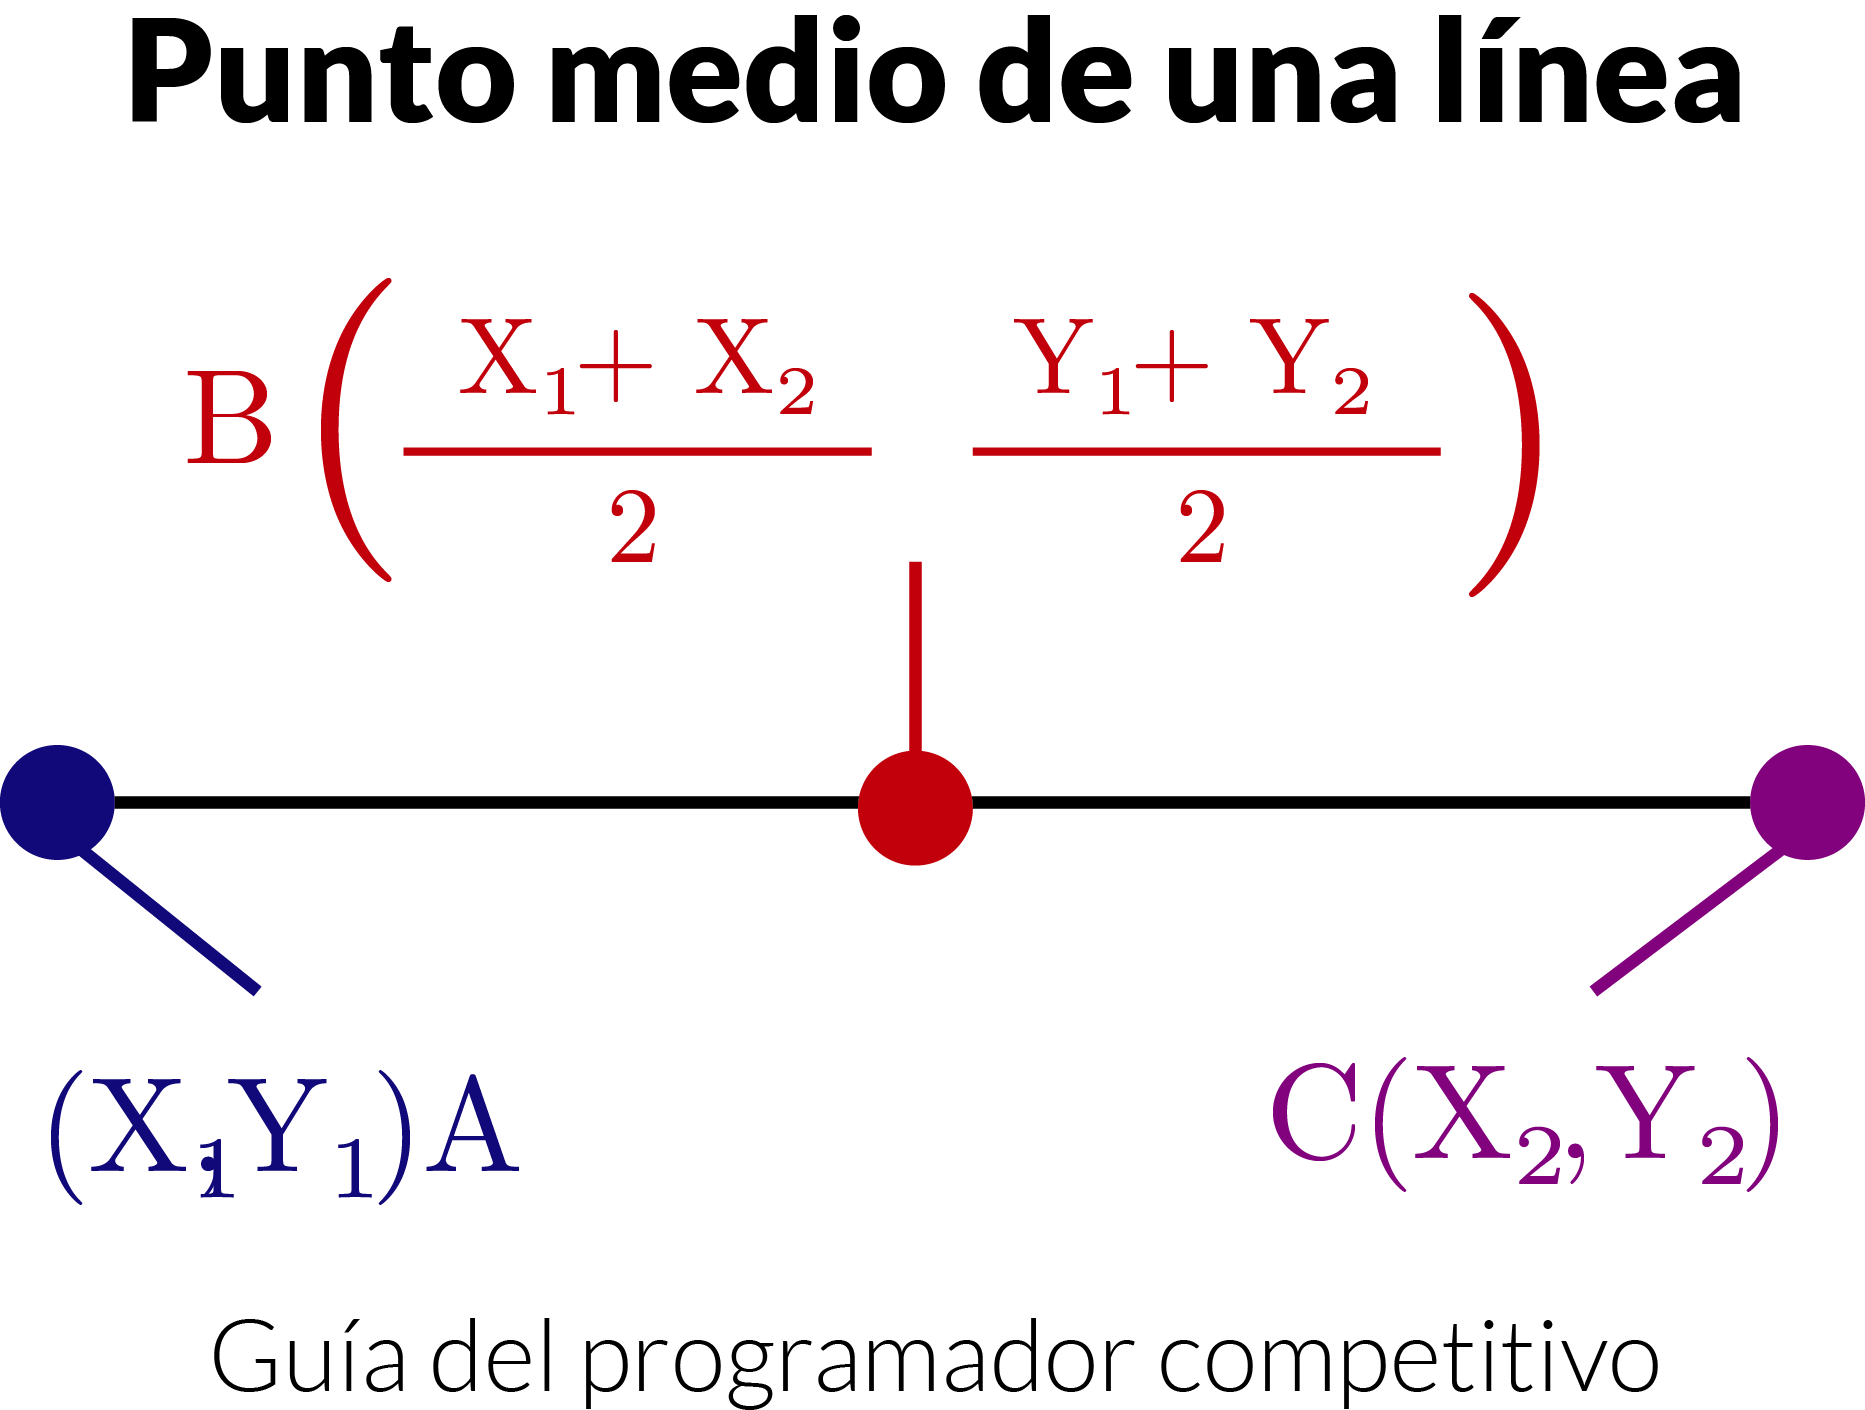 Punto medio de una línea
B ( X₁+ X₂ / 2   Y₁+ Y₂ / 2 )
(X₁,Y₁)A   C(X₂,Y₂)
Guía del programador competitivo